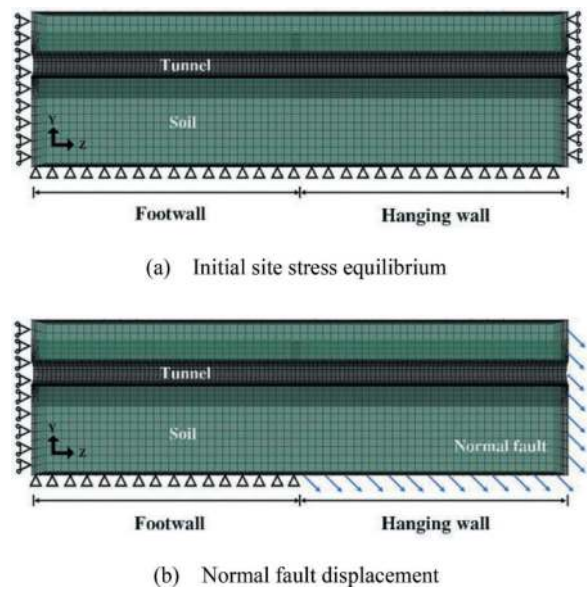 Tunnel
Soil
Y
Z
Footwall
Hanging wall
(a) Initial site stress equilibrium
Tunnel
Soil
Normal fault
Y
Z
Footwall
Hanging wall
(b) Normal fault displacement